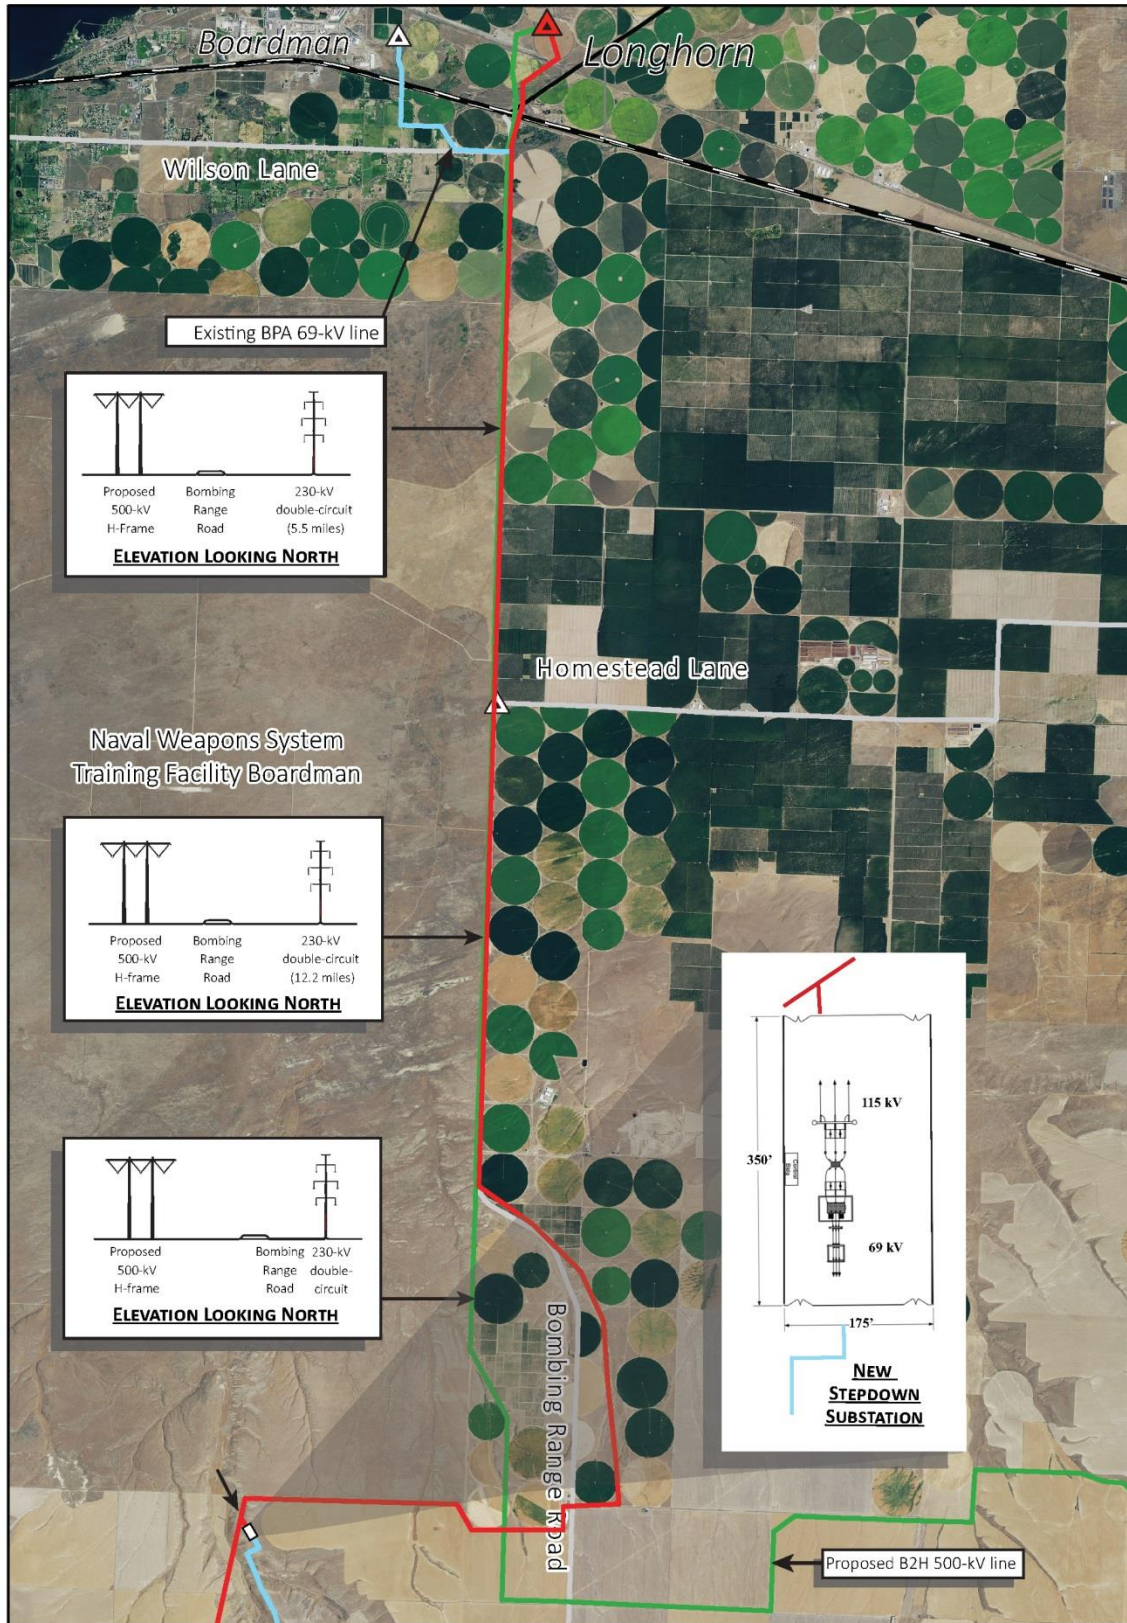 Boardman
Longhorn
Wilson Lane
Existing BPA 69-kV line
Proposed
500-kV
H-Frame
Bombing
Range
Road
230-kV
double-circuit
(5.5 miles)
ELEVATION LOOKING NORTH
Homestead Lane
Naval Weapons System
Training Facility Boardman
Proposed
500-kV
H-frame
Bombing
Range
Road
230-kV
double-circuit
(12.2 miles)
ELEVATION LOOKING NORTH
115 kV
350'
Control
Bldg
69 kV
175'
NEW
STEPDOWN
SUBSTATION
Proposed
500-kV
H-frame
Bombing
Range
Road
230-kV
double-
circuit
ELEVATION LOOKING NORTH
Bombing Range Road
Proposed B2H 500-kV line